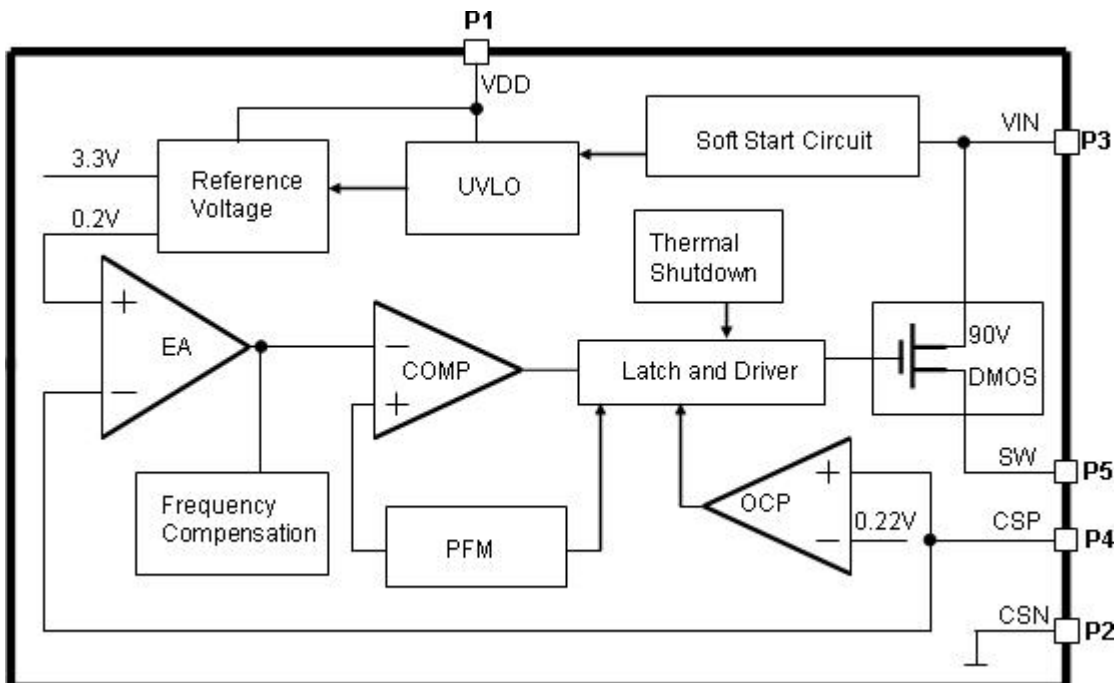 P1
VDD
VIN
P3
Soft Start Circuit
3.3V
Reference
Voltage
UVLO
0.2V
Thermal
Shutdown
+
EA
−
−
COMP
+
Latch and Driver
90V
DMOS
SW
P5
Frequency
Compensation
PFM
+
OCP
0.22V
−
CSP
P4
CSN
P2